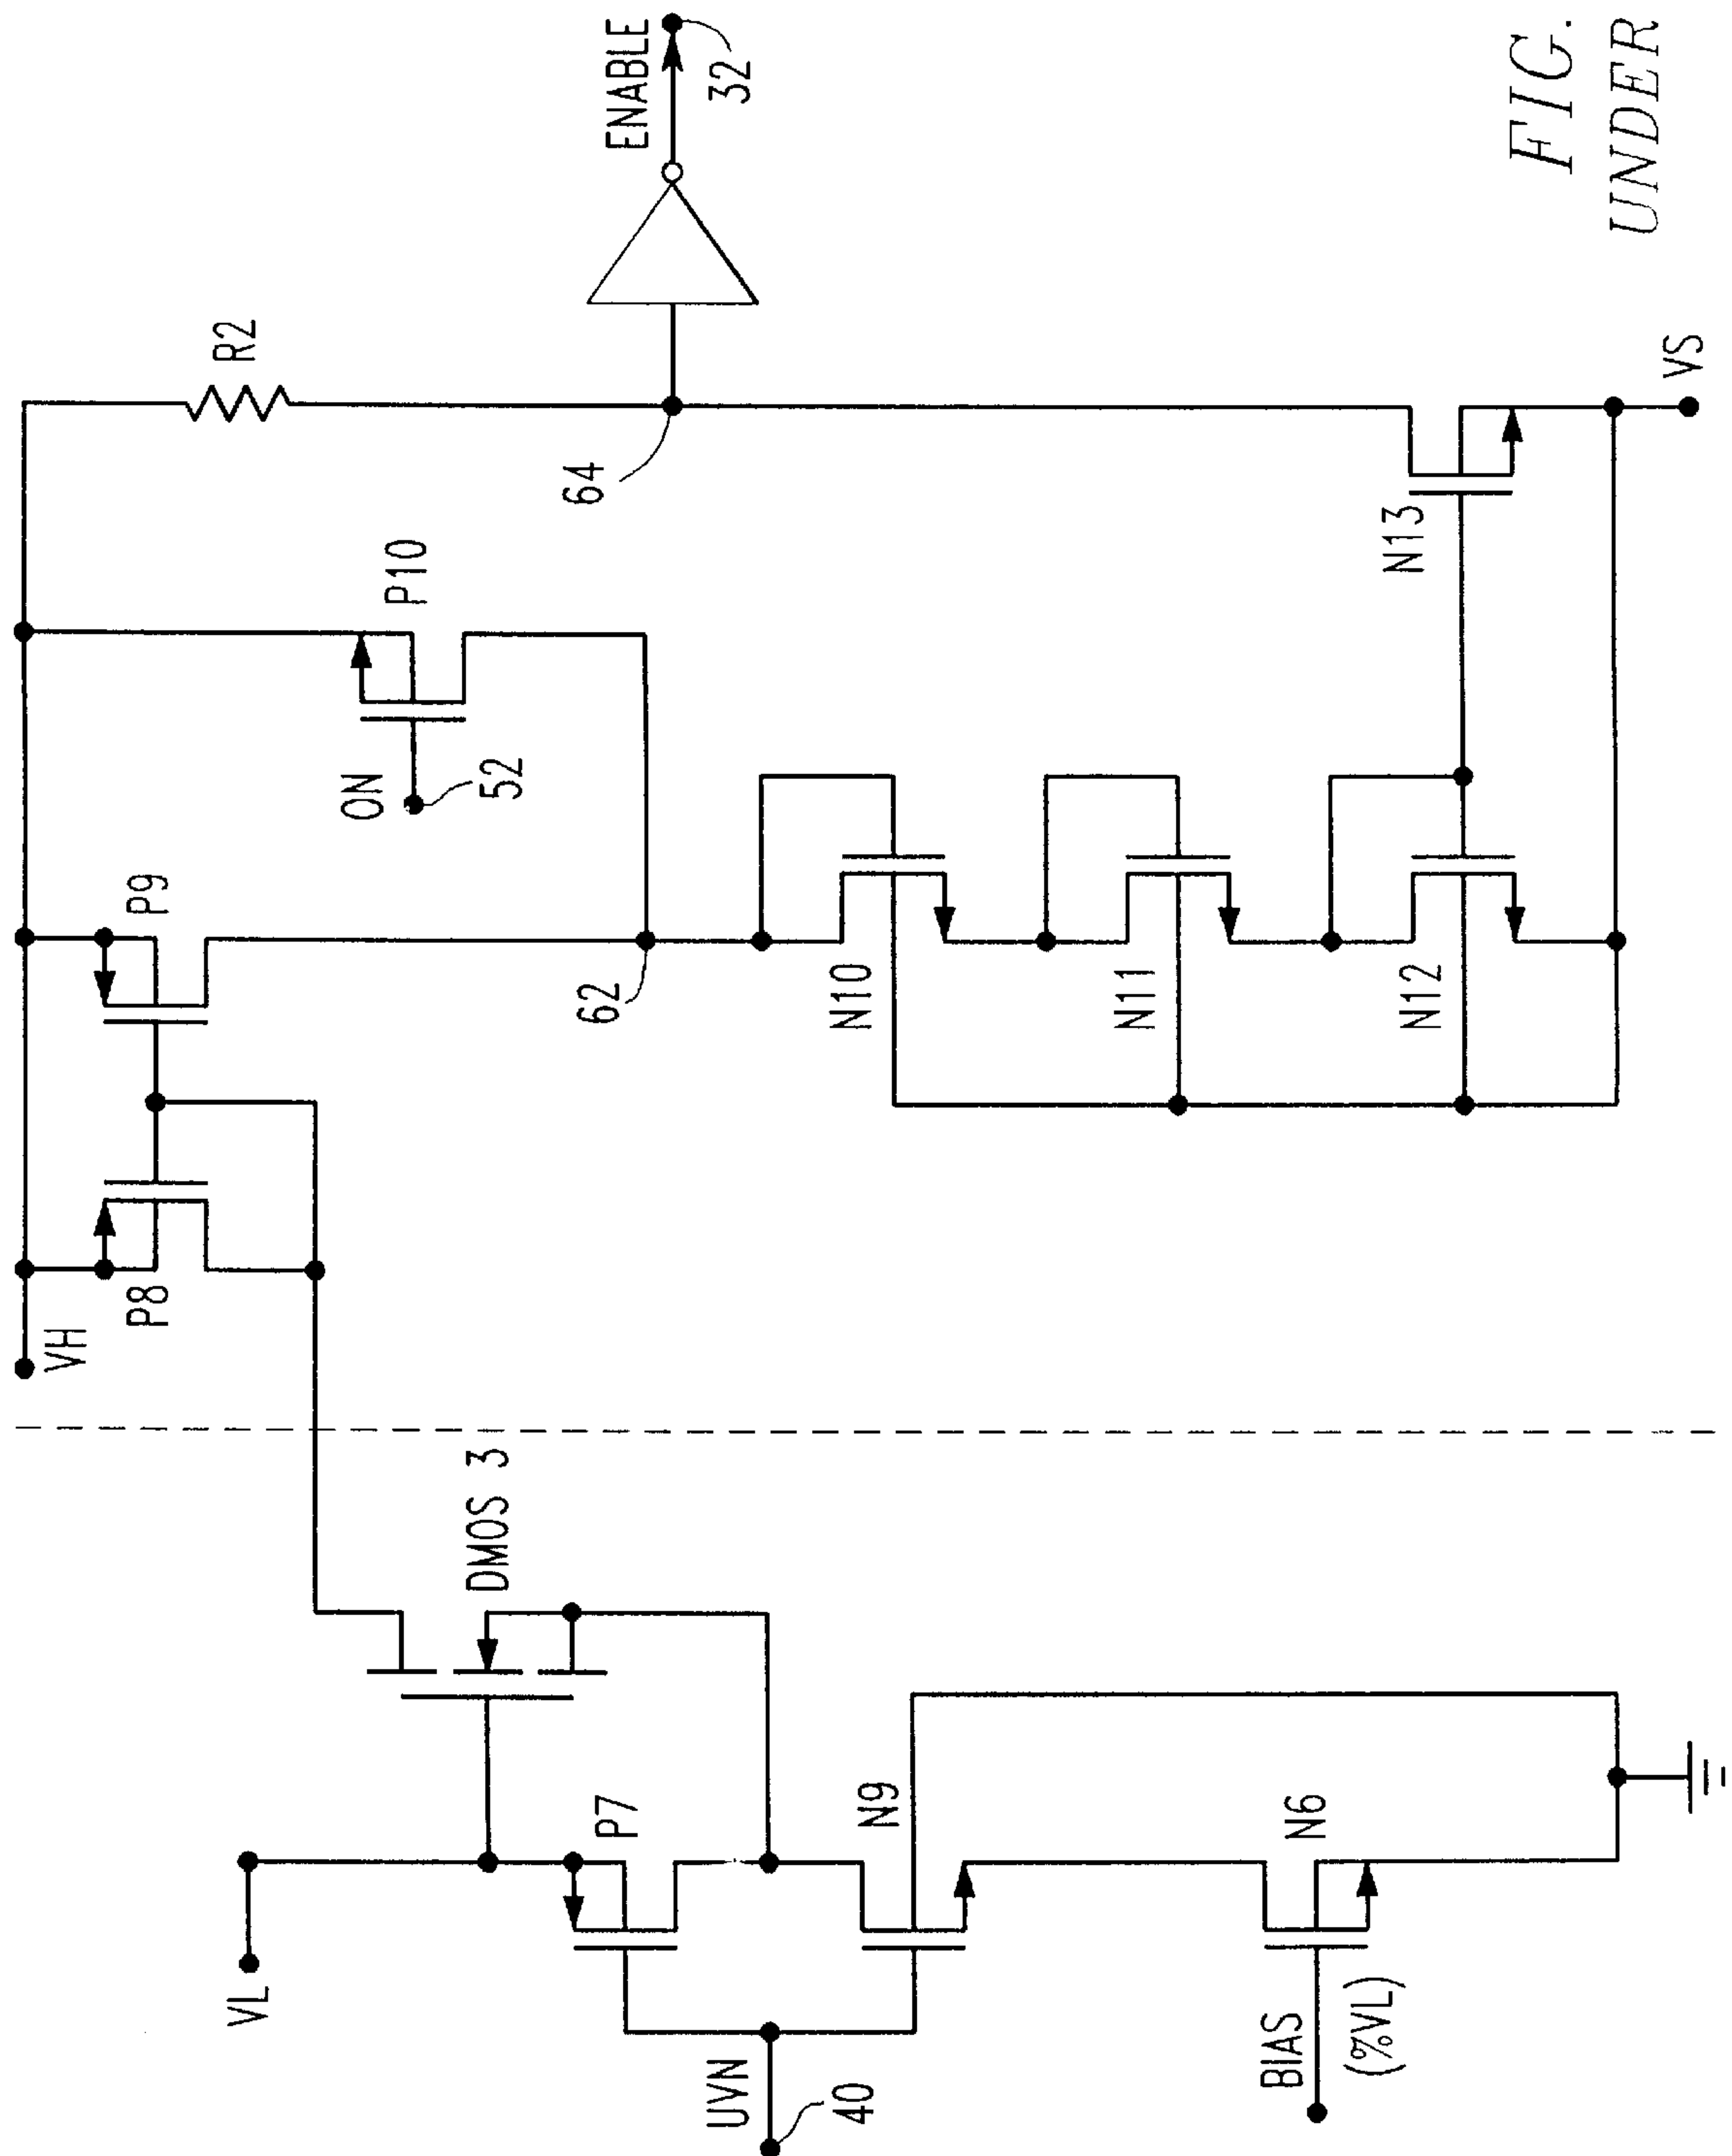 VL
UVN
40
P7
N9
BIAS
(%VL)
N6
DMOS 3
VH
P8
P9
62
ON
52
P10
N10
N11
N12
N13
R2
64
ENABLE
32
VS
FIG.
UNDER